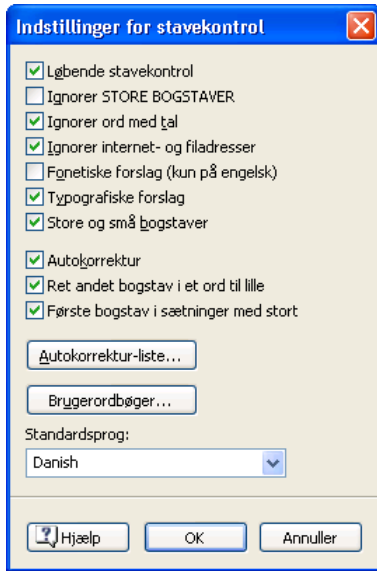 Indstillinger for stavekontrol
Løbende stavekontrol
Ignorer STORE BOGSTAVER
Ignorer ord med tal
Ignorer internet- og filadresser
Fonetiske forslag (kun på engelsk)
Typografiske forslag
Store og små bogstaver
Autokorrektur
Ret andet bogstav i et ord til lille
Første bogstav i sætninger med stort
Autokorrektur-liste...
Brugerordbøger...
Standardsprog:
Danish
Hjælp OK Annuller